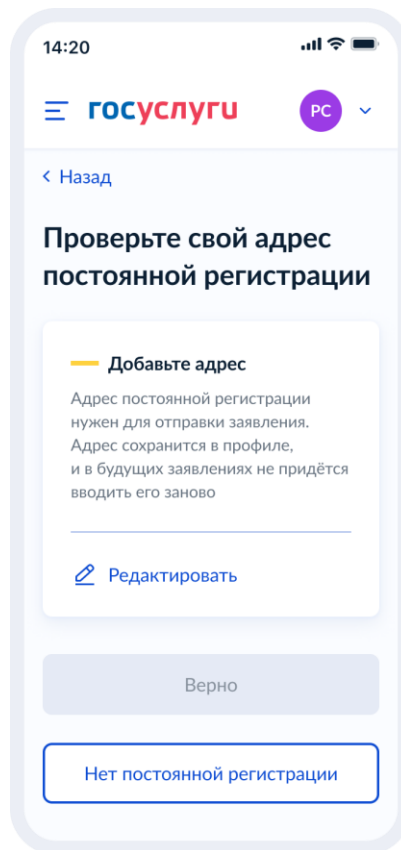 14:20
госуслуги
РС
Назад
Проверьте свой адрес
постоянной регистрации
Добавьте адрес
Адрес постоянной регистрации
нужен для отправки заявления.
Адрес сохранится в профиле,
и в будущих заявлениях не придётся
вводить его заново
Редактировать
Верно
Нет постоянной регистрации